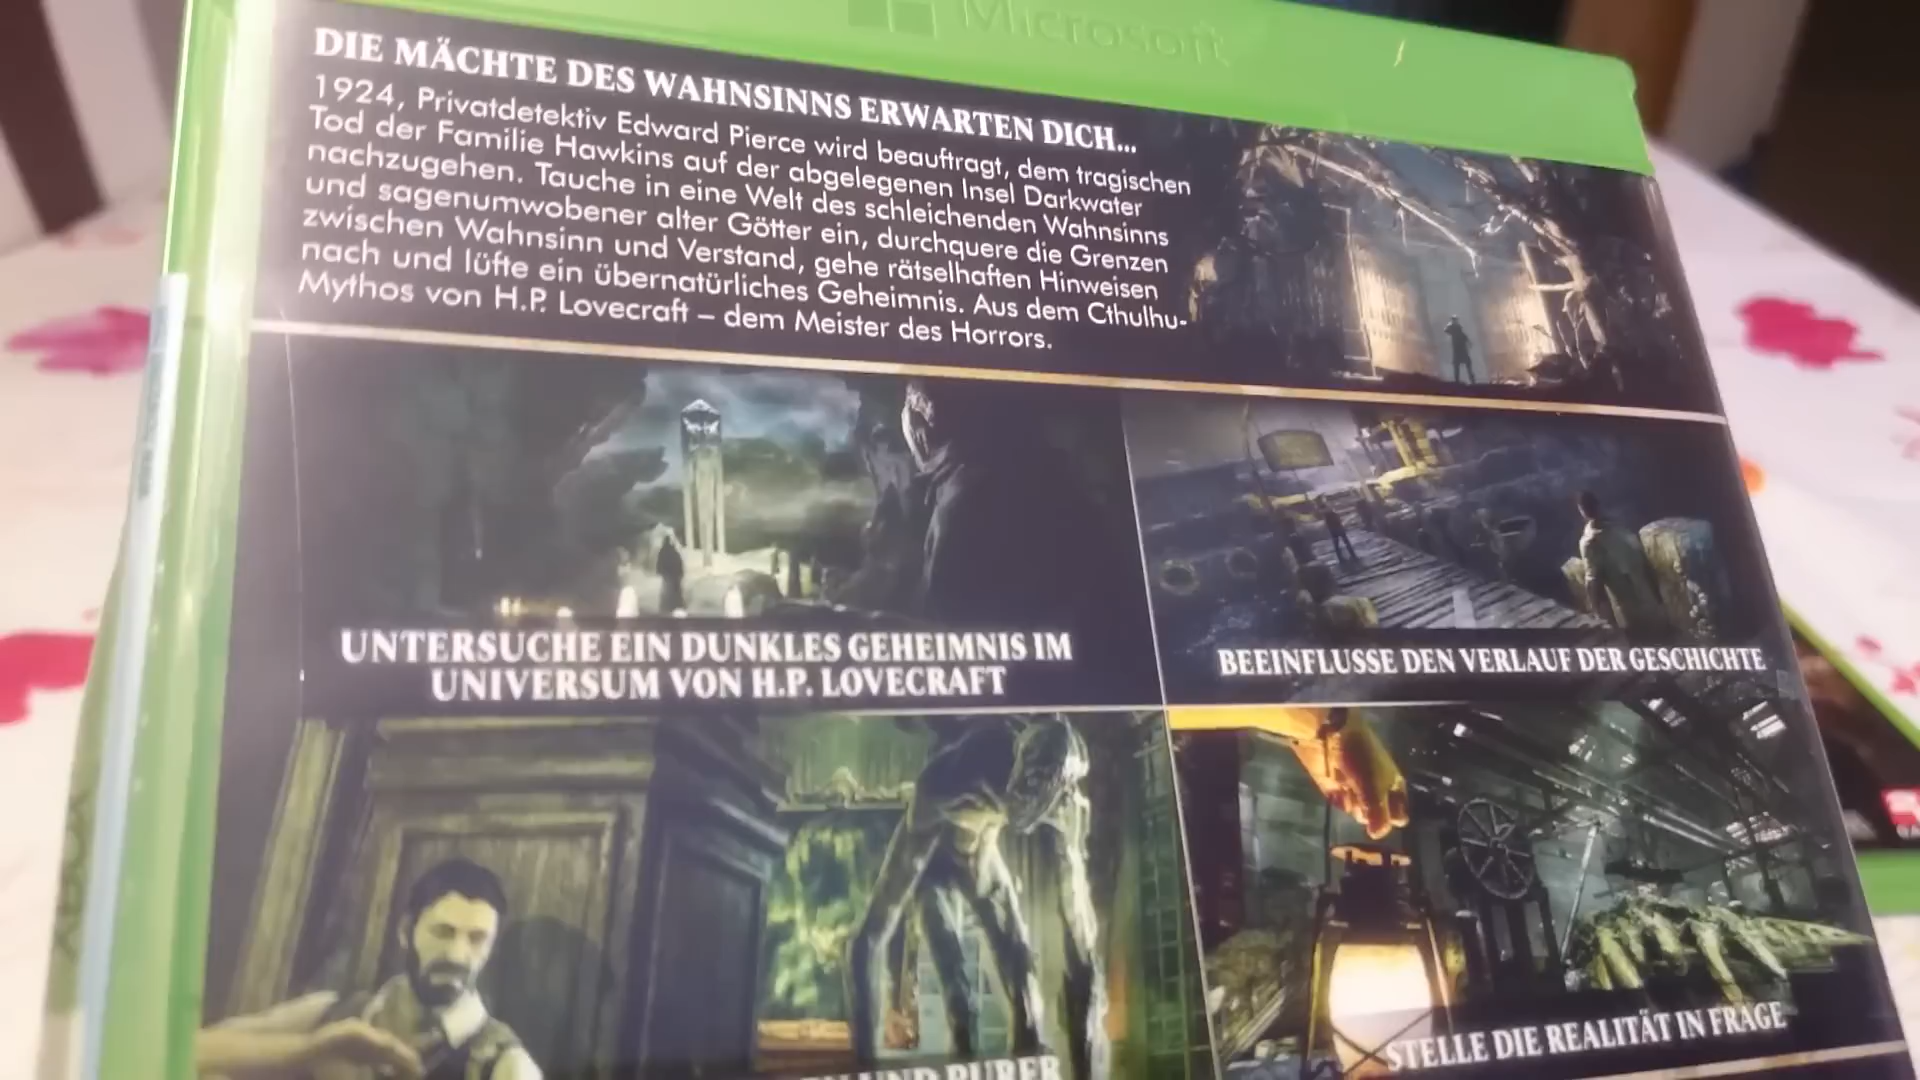 Microsoft
DIE MÄCHTE DES WAHNSINNS ERWARTEN DICH...
1924, Privatdetektiv Edward Pierce wird beauftragt, dem tragischen
Tod der Familie Hawkins auf der abgelegenen Insel Darkwater
nachzugehen. Tauche in eine Welt des schleichenden Wahnsinns
und sagenumwobener alter Götter ein, durchquere die Grenzen
zwischen Wahnsinn und Verstand, gehe rätselhaften Hinweisen
nach und lüfte ein übernatürliches Geheimnis. Aus dem Cthulhu-
Mythos von H.P. Lovecraft – dem Meister des Horrors.
UNTERSUCHE EIN DUNKLES GEHEIMNIS IM
UNIVERSUM VON H.P. LOVECRAFT
BEEINFLUSSE DEN VERLAUF DER GESCHICHTE
STELLE DIE REALITÄT IN FRAGE
UND PURER